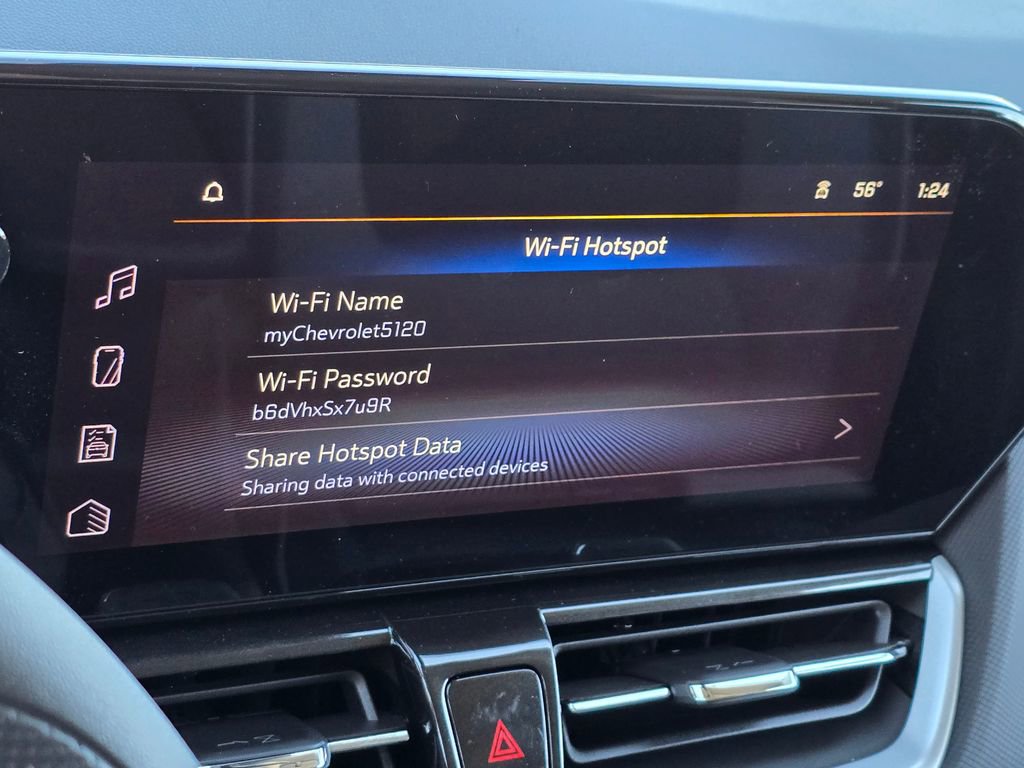 56° 1:24
Wi-Fi Hotspot
Wi-Fi Name
myChevrolet5120
Wi-Fi Password
b6dVhxSx7u9R
Share Hotspot Data
Sharing data with connected devices